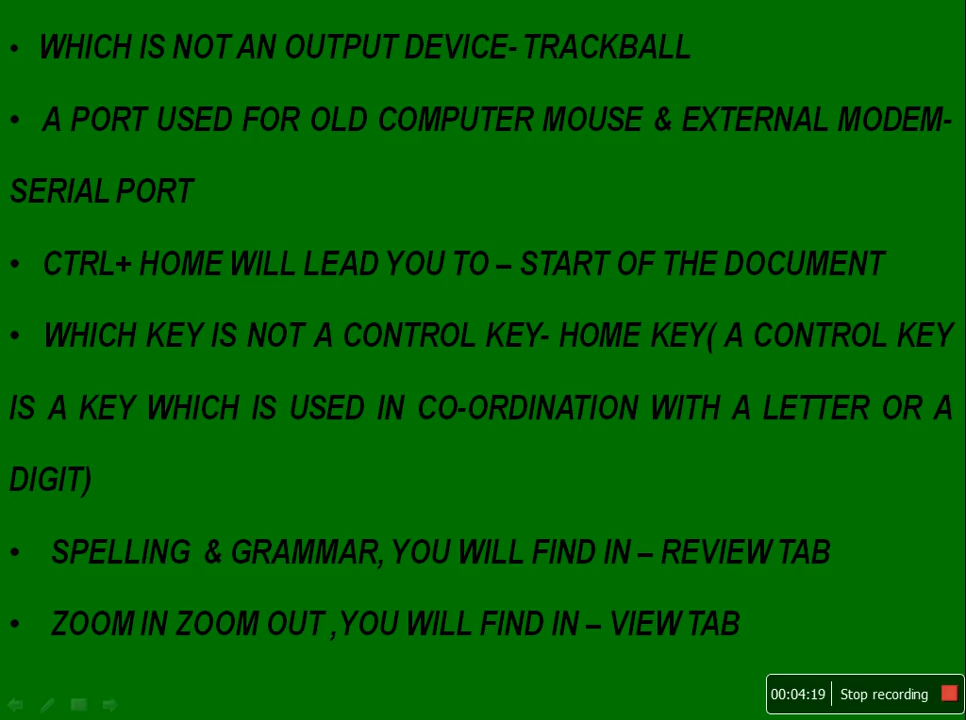 • WHICH IS NOT AN OUTPUT DEVICE- TRACKBALL
• A PORT USED FOR OLD COMPUTER MOUSE & EXTERNAL MODEM-
SERIAL PORT
• CTRL+ HOME WILL LEAD YOU TO – START OF THE DOCUMENT
• WHICH KEY IS NOT A CONTROL KEY- HOME KEY( A CONTROL KEY
IS A KEY WHICH IS USED IN CO-ORDINATION WITH A LETTER OR A
DIGIT)
• SPELLING & GRAMMAR, YOU WILL FIND IN – REVIEW TAB
• ZOOM IN ZOOM OUT ,YOU WILL FIND IN – VIEW TAB
00:04:19 Stop recording